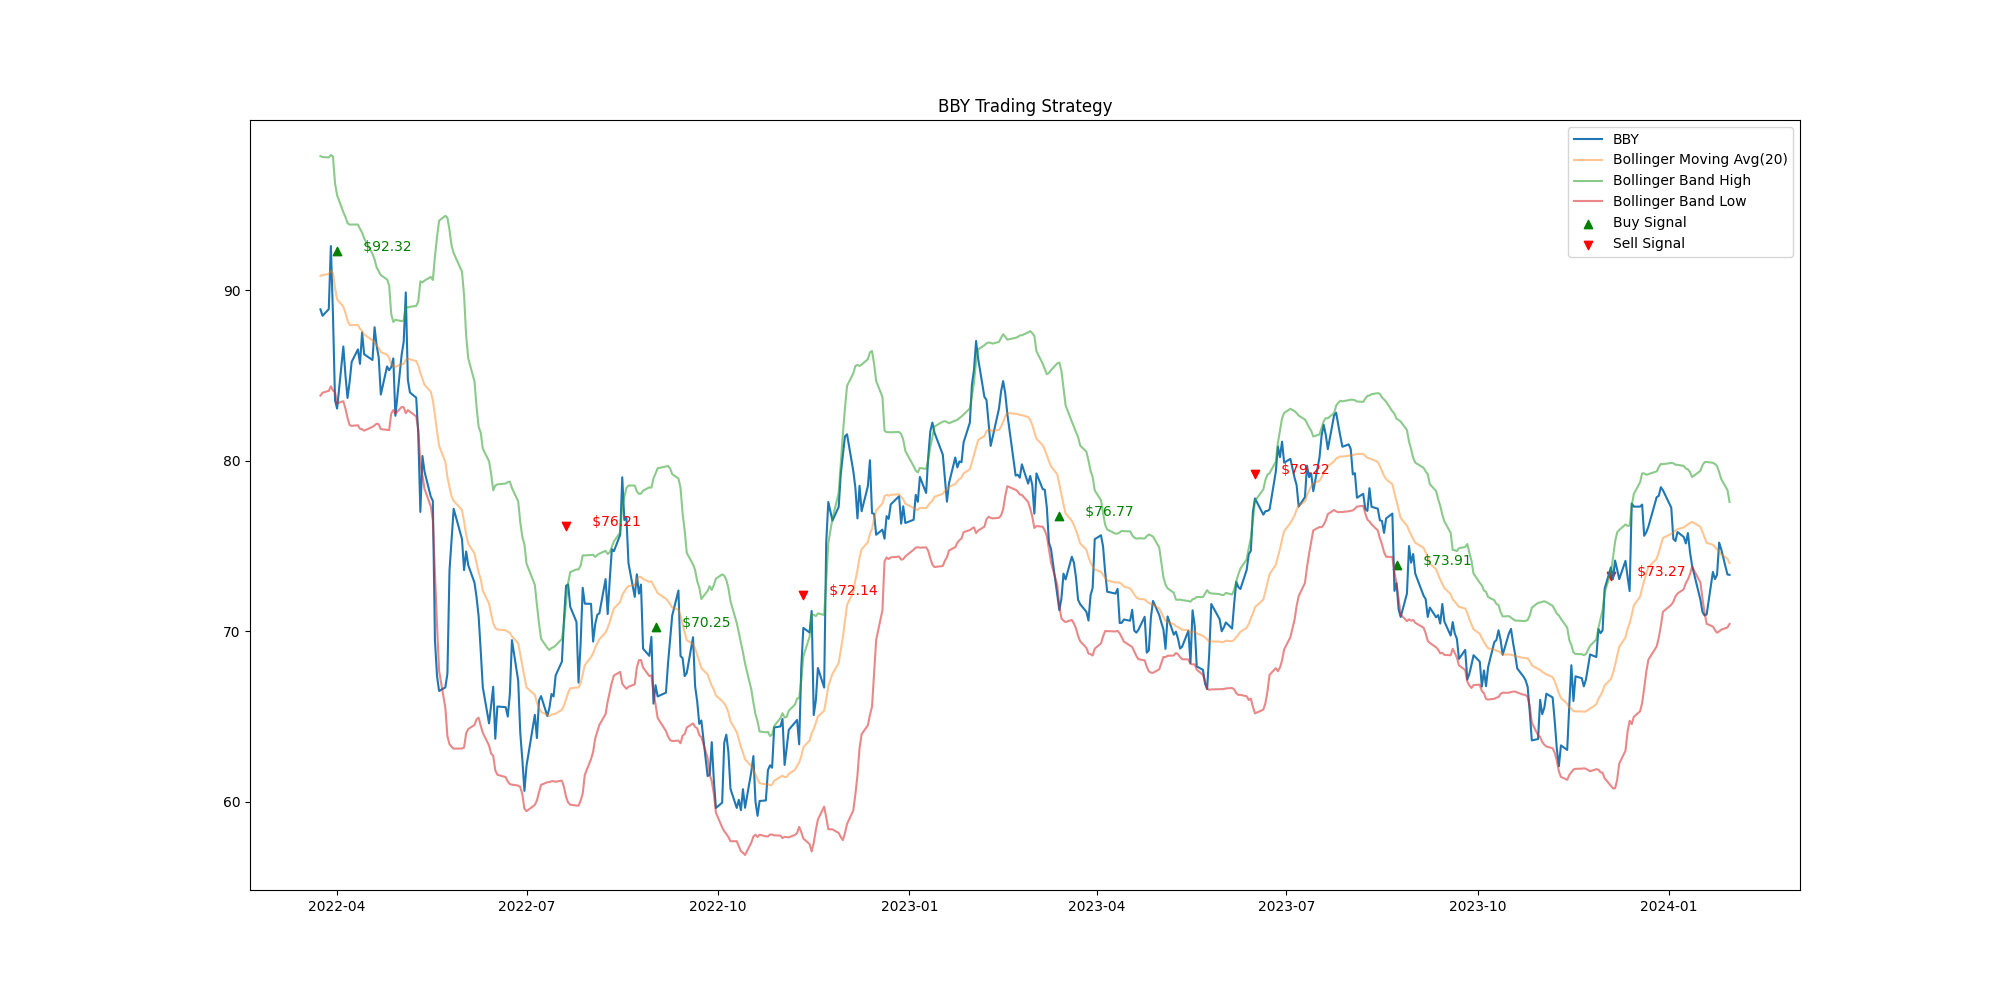 BBY Trading Strategy
BBY
Bollinger Moving Avg(20)
Bollinger Band High
Bollinger Band Low
Buy Signal
Sell Signal
$92.32
$76.21
$70.25
$72.14
$76.77
$79.22
$73.91
$73.27
90
80
70
60
2022-04
2022-07
2022-10
2023-01
2023-04
2023-07
2023-10
2024-01